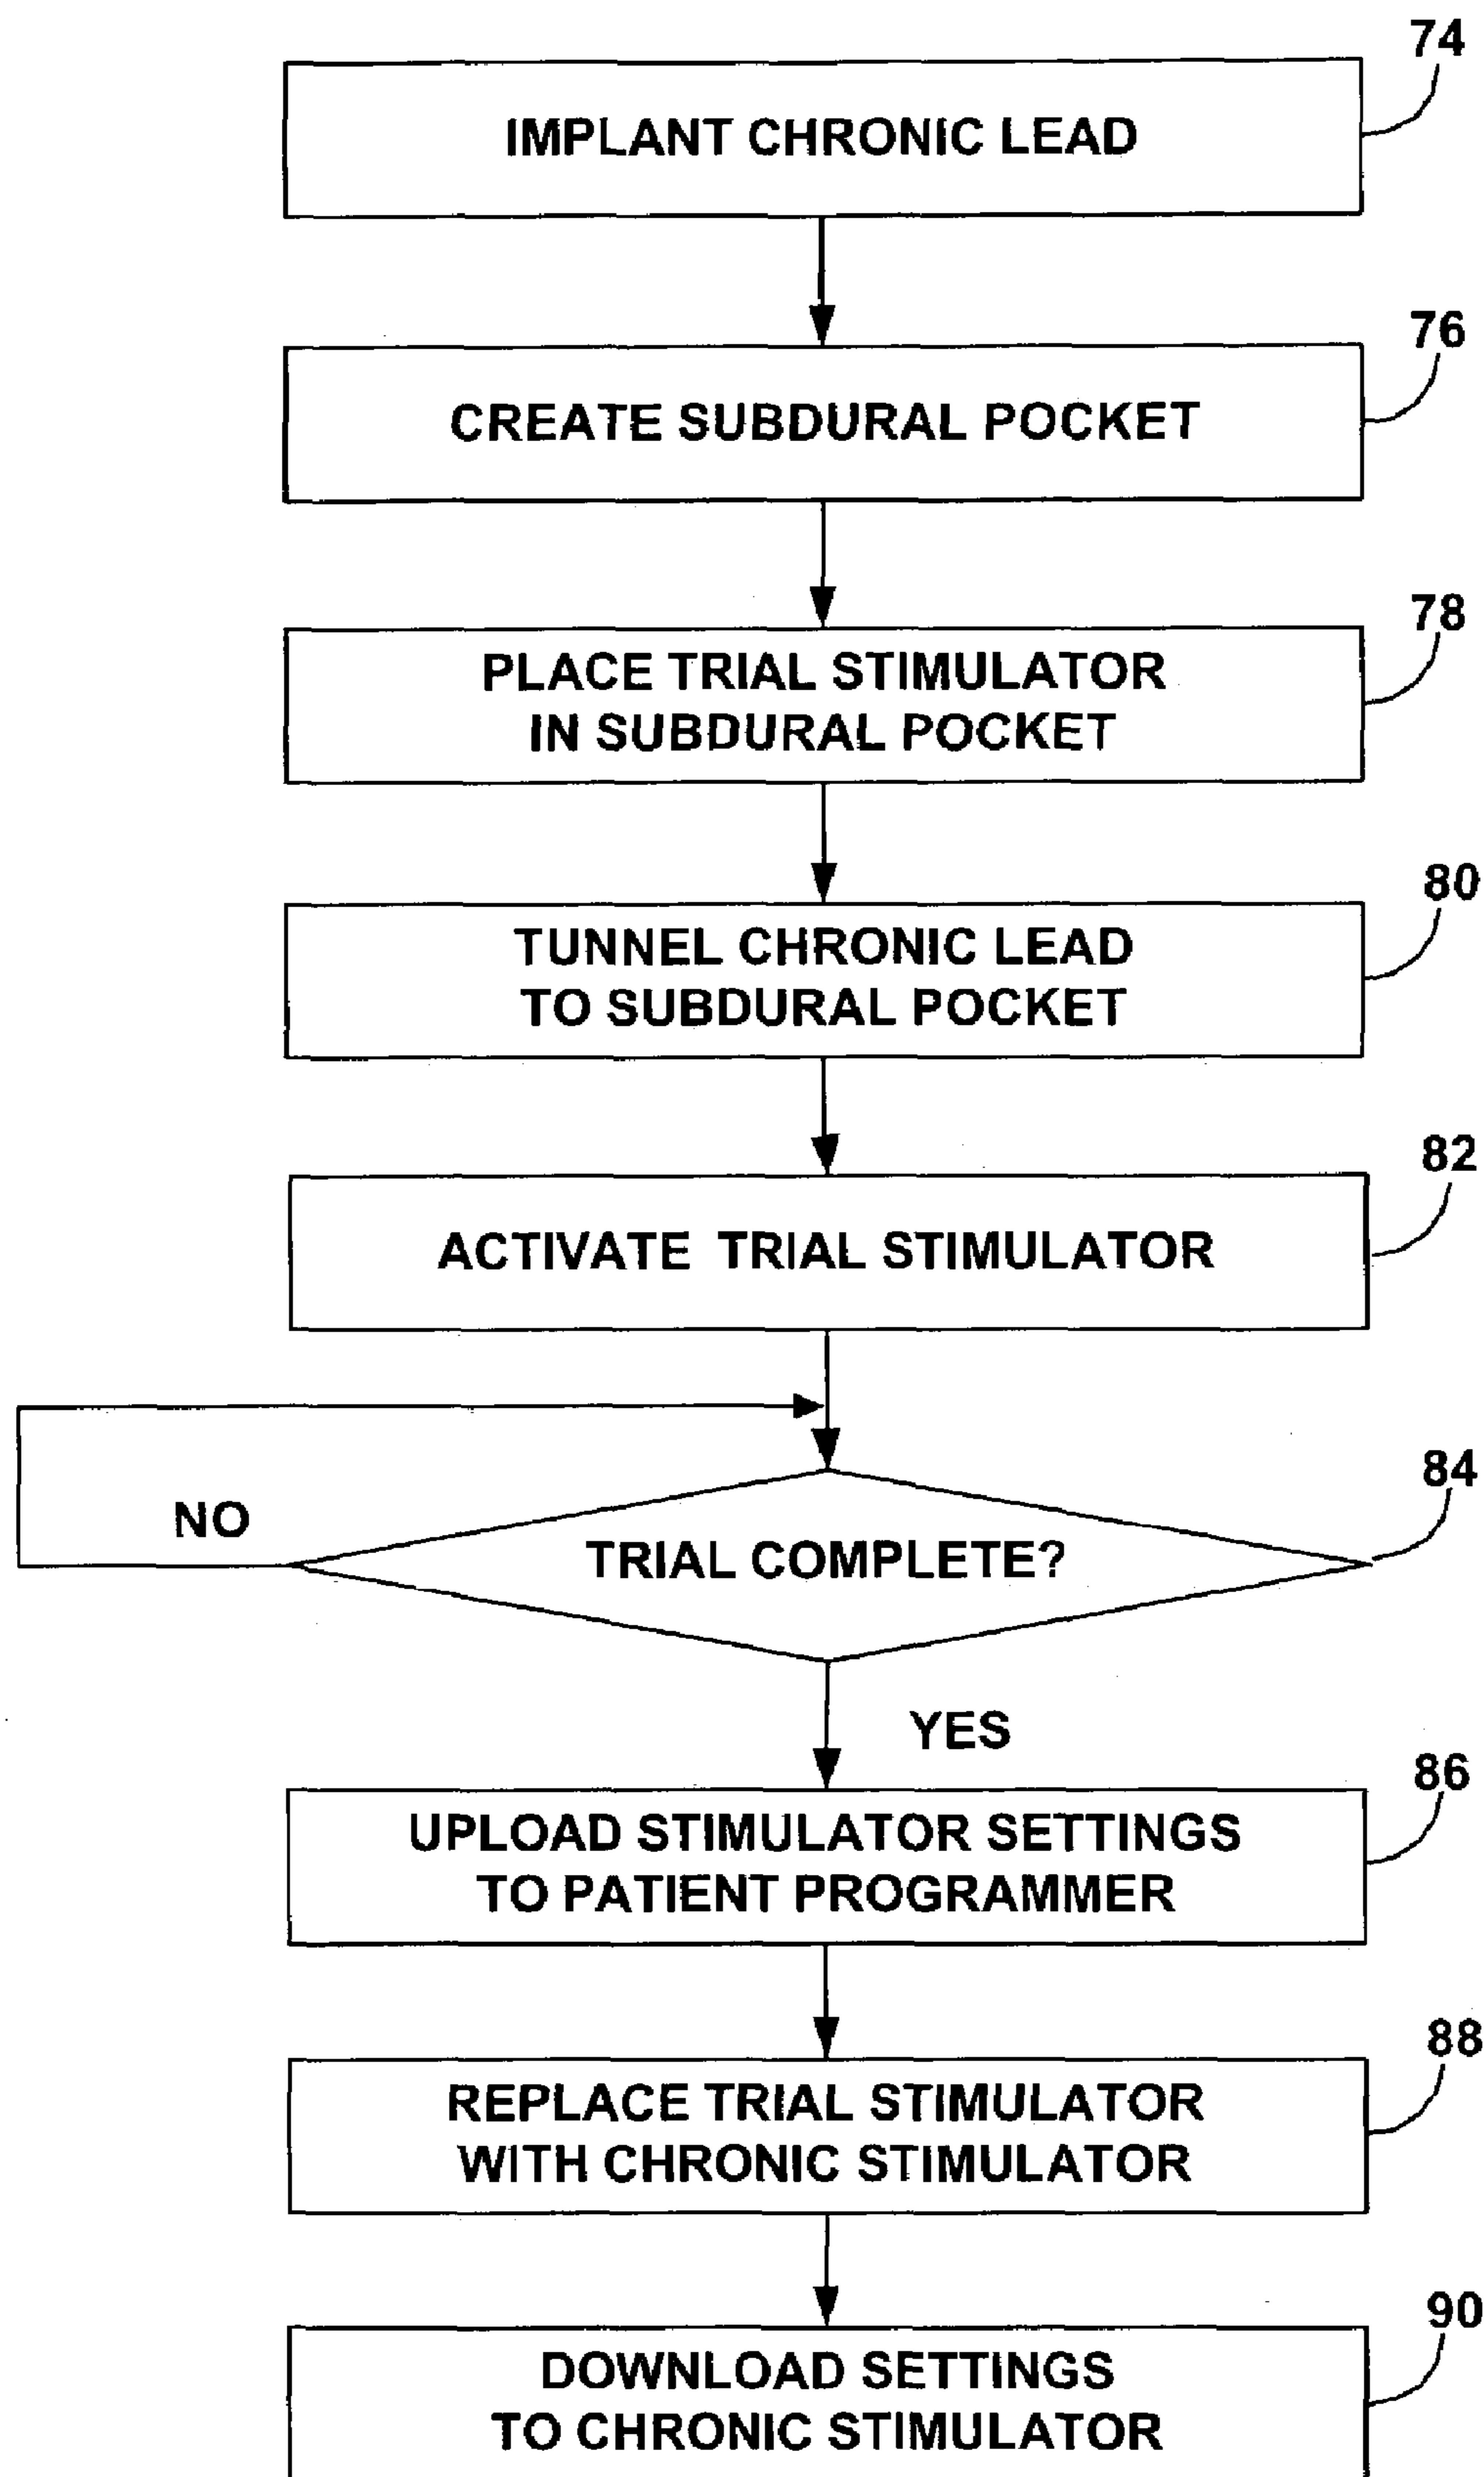 74
IMPLANT CHRONIC LEAD
76
CREATE SUBDURAL POCKET
78
PLACE TRIAL STIMULATOR
IN SUBDURAL POCKET
80
TUNNEL CHRONIC LEAD
TO SUBDURAL POCKET
82
ACTIVATE TRIAL STIMULATOR
84
NO
TRIAL COMPLETE?
YES
86
UPLOAD STIMULATOR SETTINGS
TO PATIENT PROGRAMMER
88
REPLACE TRIAL STIMULATOR
WITH CHRONIC STIMULATOR
90
DOWNLOAD SETTINGS
TO CHRONIC STIMULATOR